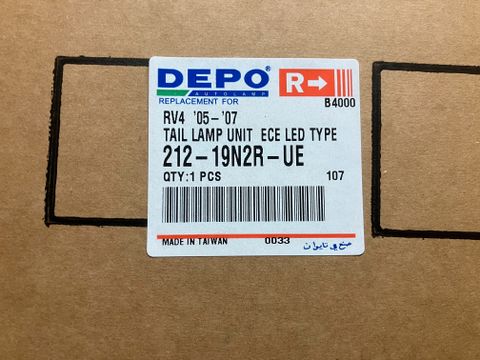 DEPO® R→
AUTOLAMP
REPLACEMENT FOR B4000
RV4 '05-'07
TAIL LAMP UNIT ECE LED TYPE
212-19N2R-UE
QTY:1 PCS 107
MADE IN TAIWAN 0033 صنع في تايوان